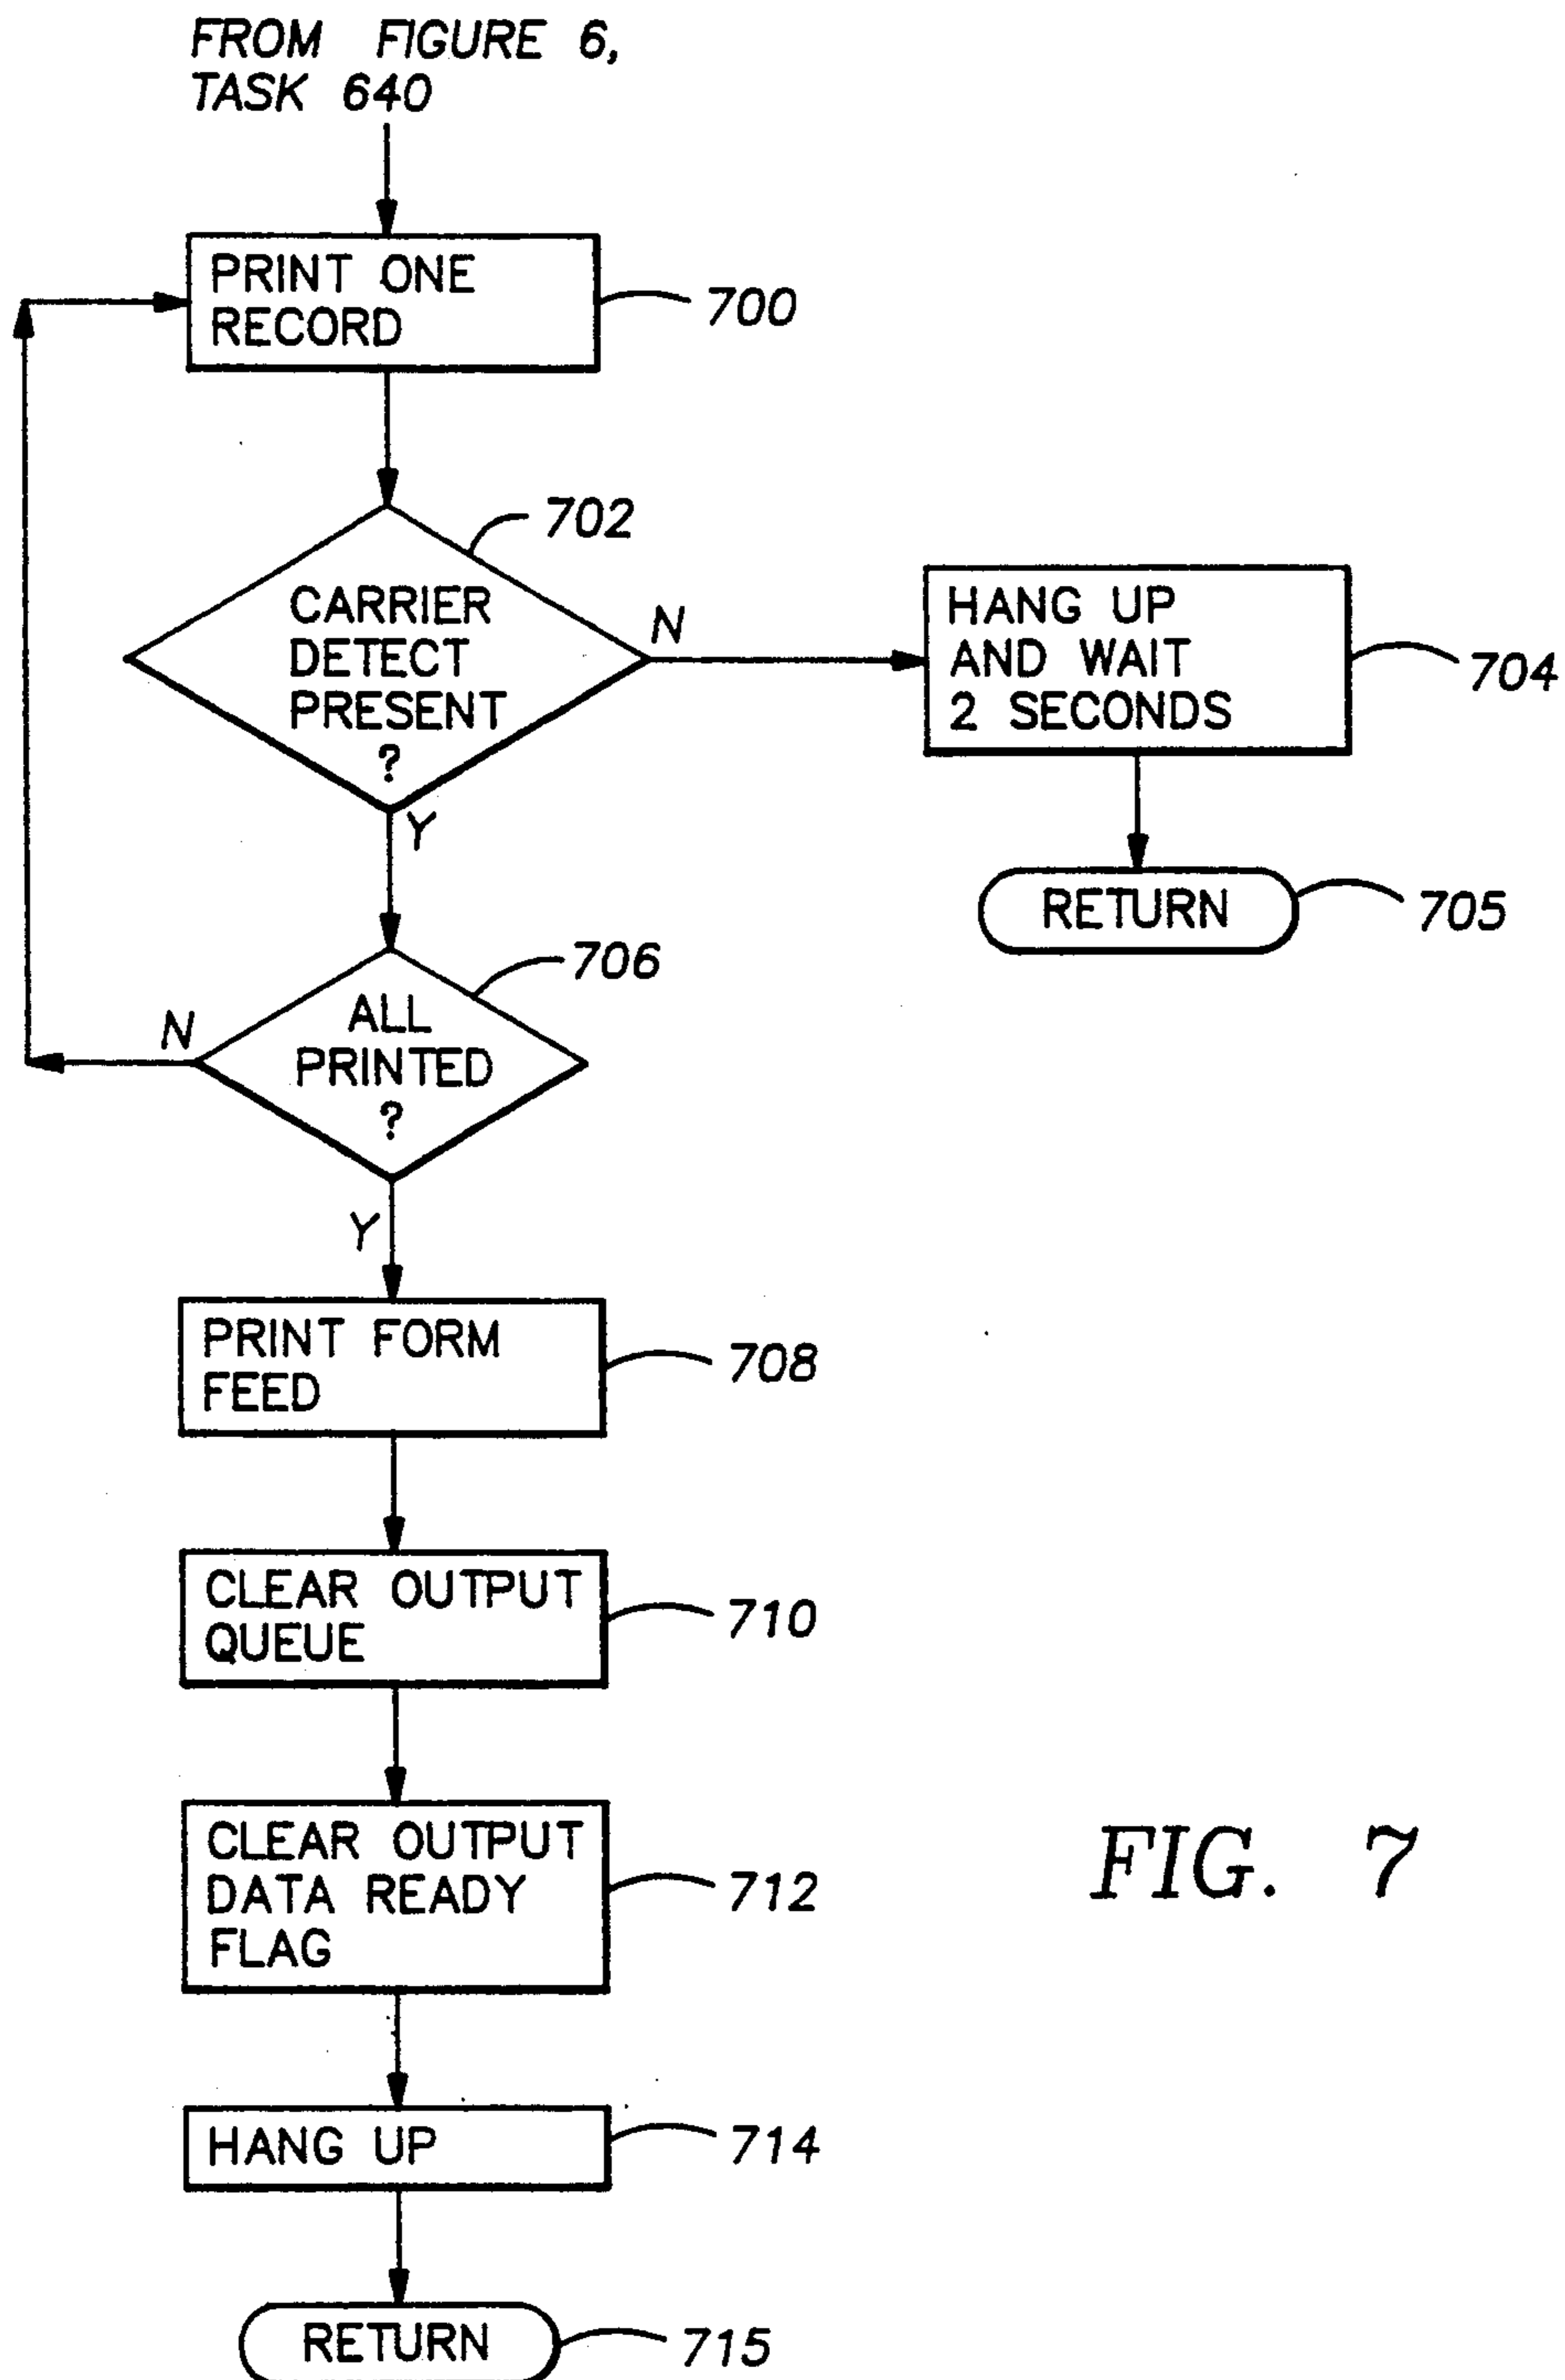 FROM FIGURE 6,
TASK 640
PRINT ONE
RECORD
700
702
CARRIER
DETECT
PRESENT
?
N
Y
HANG UP
AND WAIT
2 SECONDS
704
RETURN
705
706
ALL
PRINTED
?
N
Y
PRINT FORM
FEED
708
CLEAR OUTPUT
QUEUE
710
CLEAR OUTPUT
DATA READY
FLAG
712
FIG. 7
HANG UP
714
RETURN
715